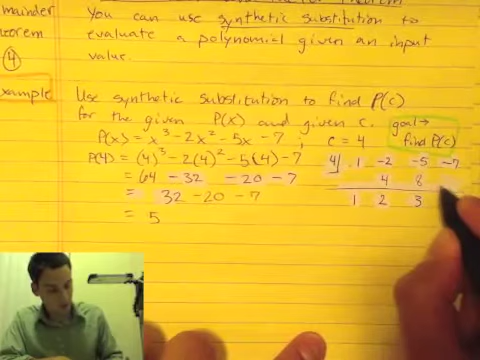 Theorem
mainder
You can use synthetic substitution to
eorem
evaluate a polynomial given an input
4
value.
xample
Use synthetic substitution to find P(c)
for the given P(x) and given c.
goal→
find P(c)
P(x) = x³ - 2x² - 5x - 7 ; c = 4
P(4) = (4)³ - 2(4)² - 5(4) - 7
4| 1 -2 -5 -7
= 64 - 32 - 20 - 7
4 8
= 32 - 20 - 7
1 2 3
= 5